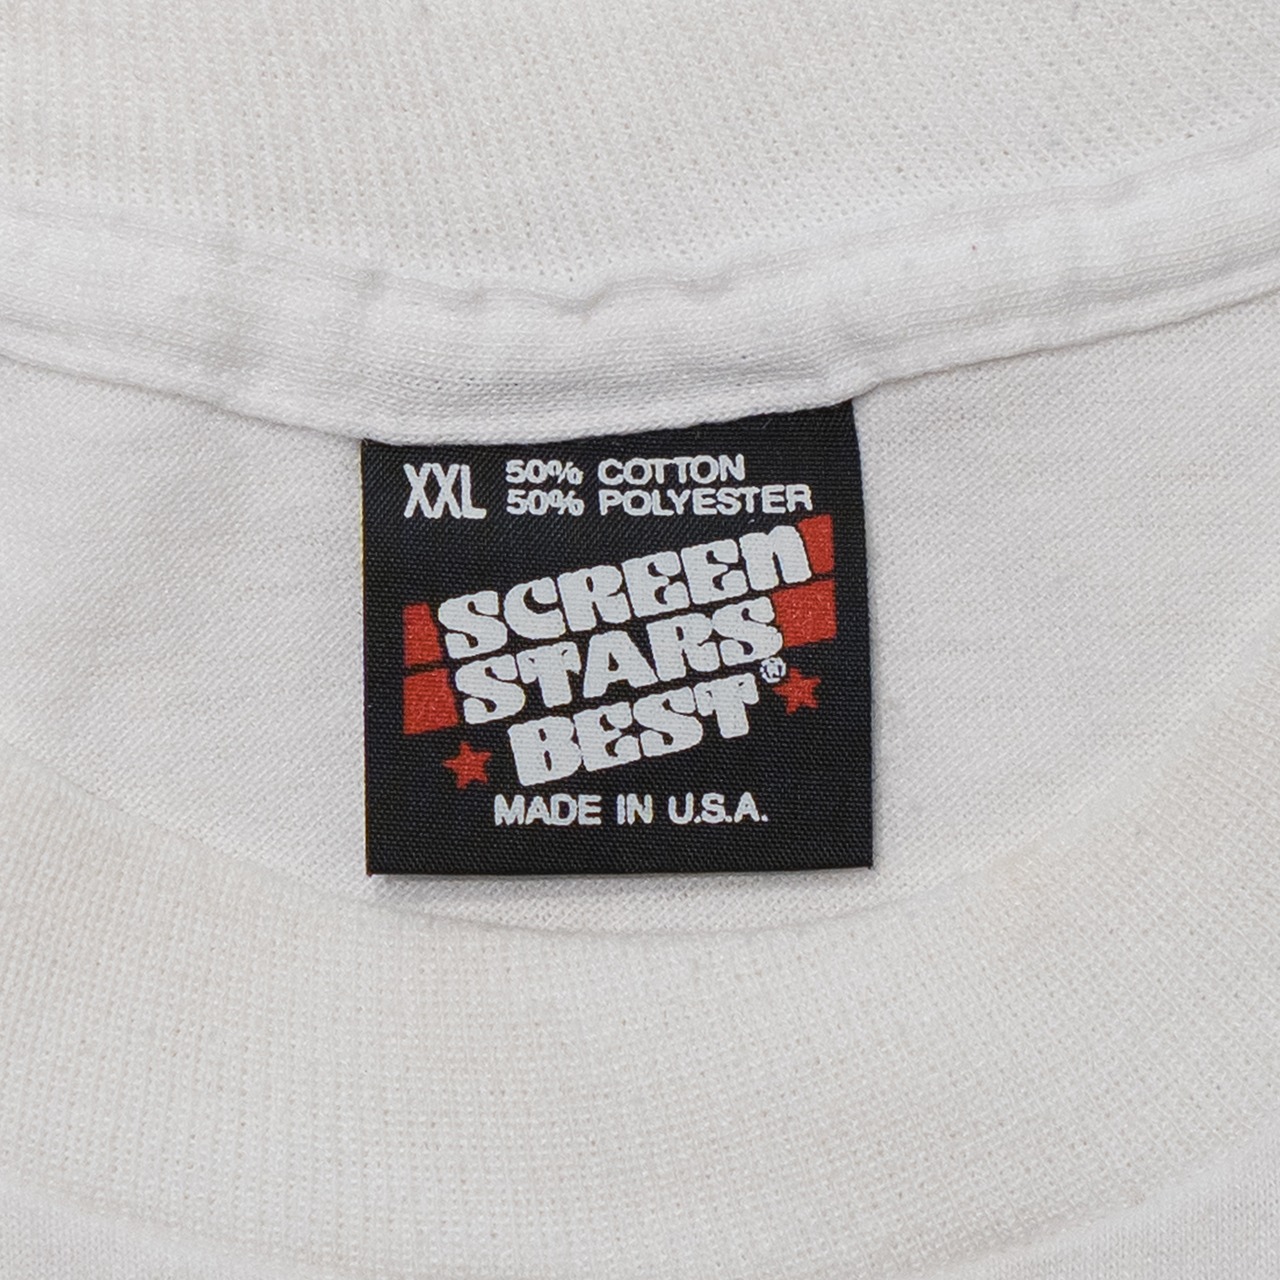 XXL 50% COTTON
50% POLYESTER
SCREEN
STARS
BEST®
MADE IN U.S.A.